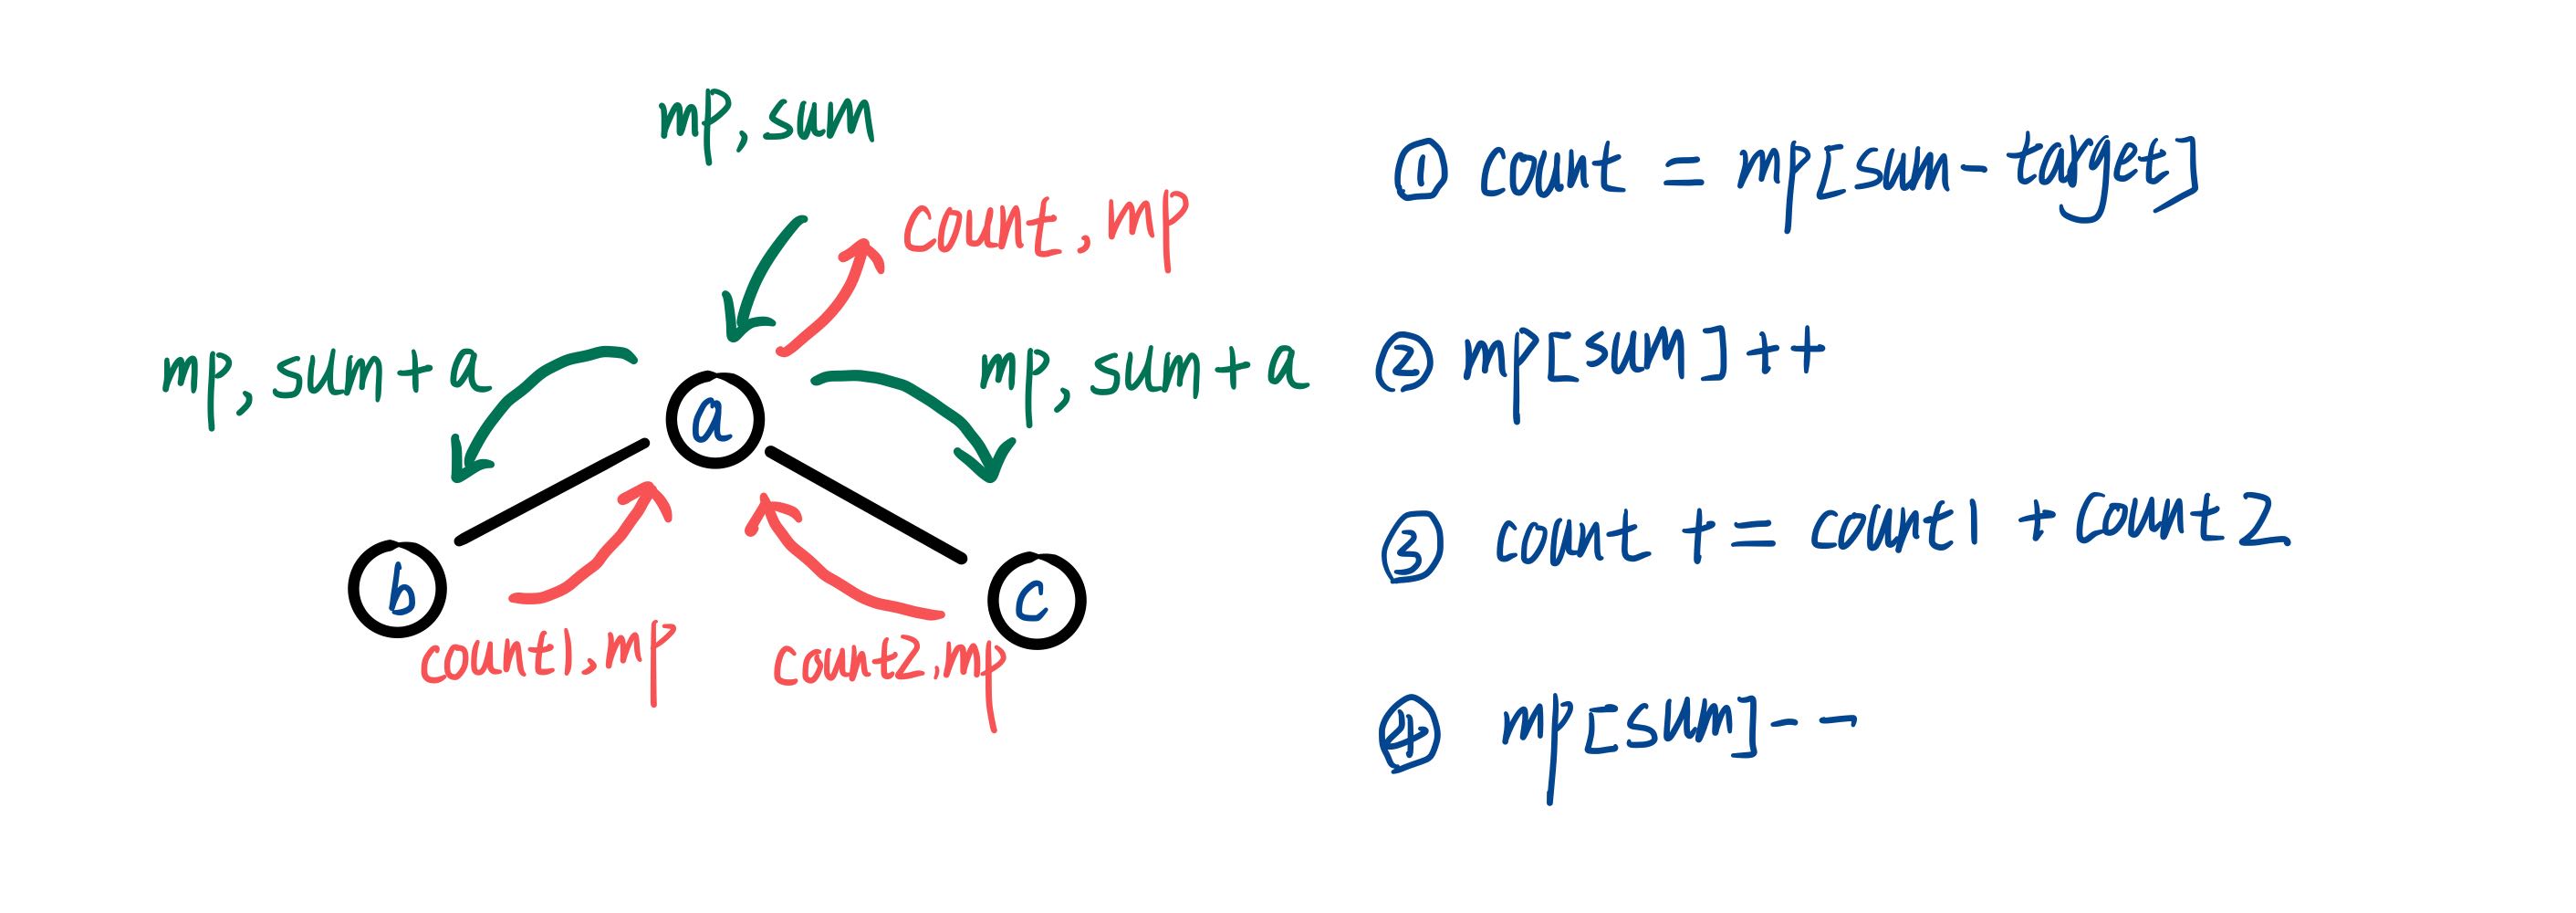 mp, sum
count, mp
mp, sum + a
mp, sum + a
a
b
c
count1, mp
count2, mp
① count = mp[sum - target]
② mp[sum]++
③ count += count1 + count2
④ mp[sum]--